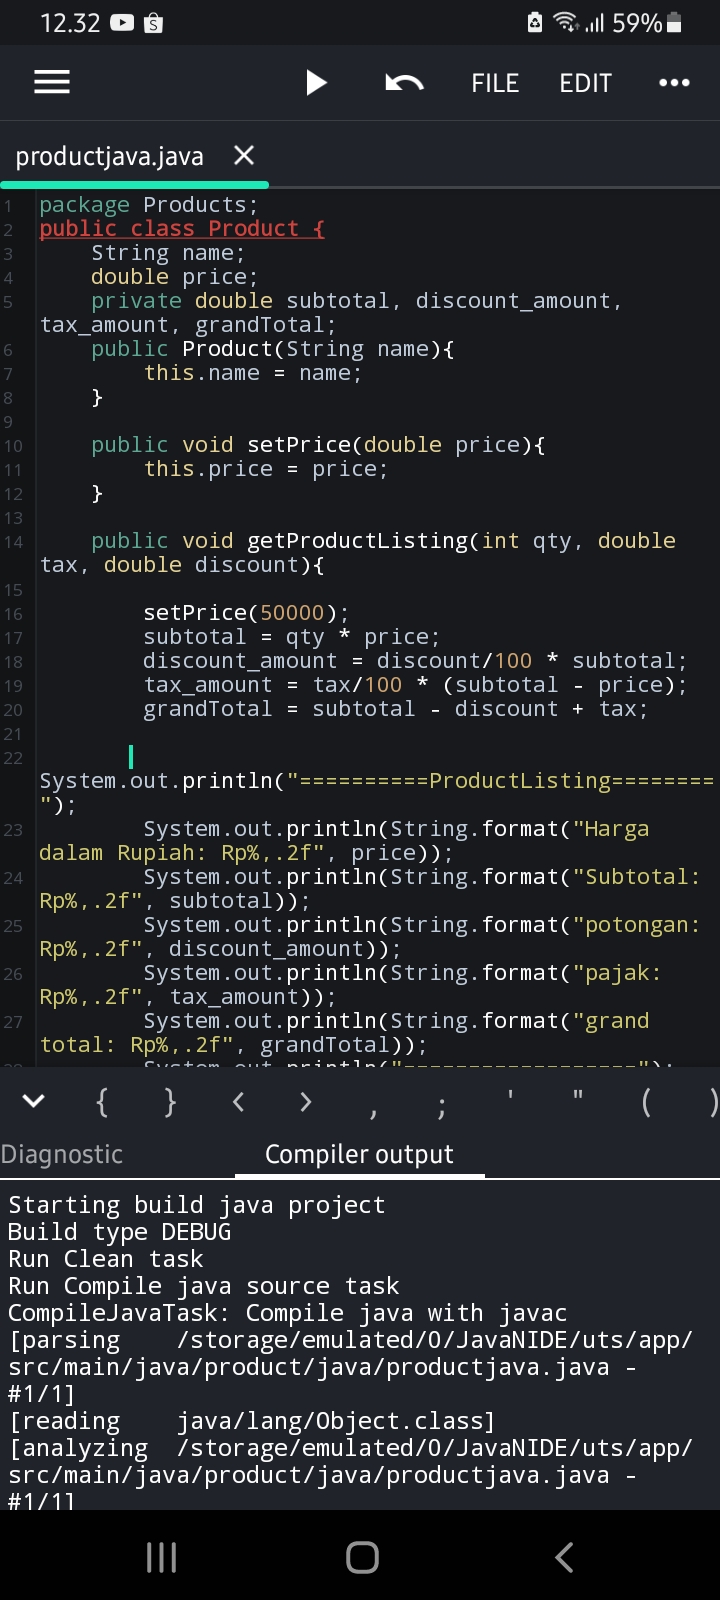 12.32 59%
FILE EDIT
productjava.java
1 package Products;
2 public class Product {
3 String name;
4 double price;
5 private double subtotal, discount_amount,
tax_amount, grandTotal;
6 public Product(String name){
7 this.name = name;
8 }
9
10 public void setPrice(double price){
11 this.price = price;
12 }
13
14 public void getProductListing(int qty, double
tax, double discount){
15
16 setPrice(50000);
17 subtotal = qty * price;
18 discount_amount = discount/100 * subtotal;
19 tax_amount = tax/100 * (subtotal - price);
20 grandTotal = subtotal - discount + tax;
21
22
System.out.println("==========ProductListing========
");
23 System.out.println(String.format("Harga
dalam Rupiah: Rp%,.2f", price));
24 System.out.println(String.format("Subtotal:
Rp%,.2f", subtotal));
25 System.out.println(String.format("potongan:
Rp%,.2f", discount_amount));
26 System.out.println(String.format("pajak:
Rp%,.2f", tax_amount));
27 System.out.println(String.format("grand
total: Rp%,.2f", grandTotal));
{ } < > , ; ' " ( )
Diagnostic Compiler output
Starting build java project
Build type DEBUG
Run Clean task
Run Compile java source task
CompileJavaTask: Compile java with javac
[parsing /storage/emulated/0/JavaNIDE/uts/app/
src/main/java/product/java/productjava.java -
#1/1]
[reading java/lang/Object.class]
[analyzing /storage/emulated/0/JavaNIDE/uts/app/
src/main/java/product/java/productjava.java -
#1/1]